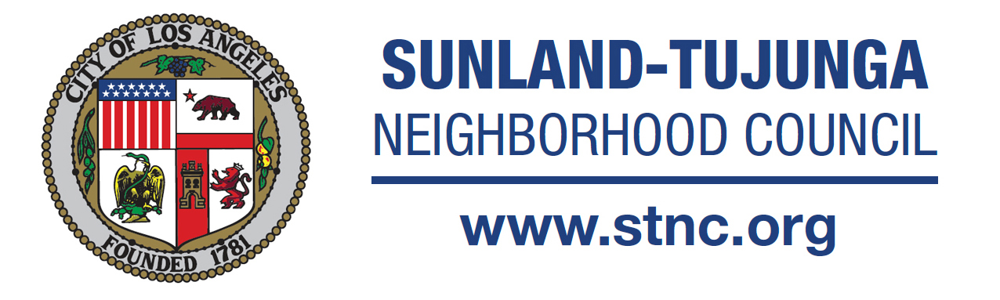 CITY OF LOS ANGELES
FOUNDED 1781
SUNLAND-TUJUNGA
NEIGHBORHOOD COUNCIL
www.stnc.org